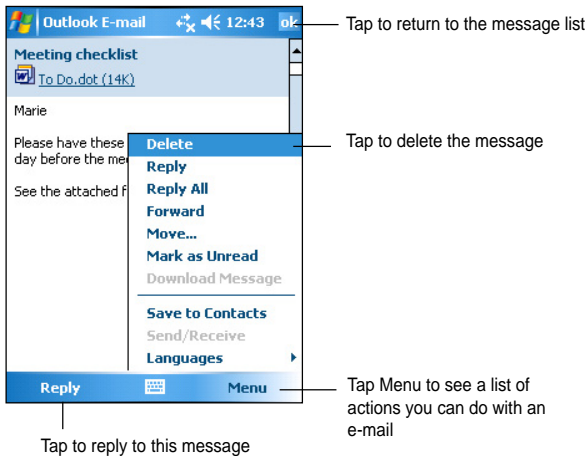 Outlook E-mail 12:43 ok
Tap to return to the message list
Meeting checklist
To Do.dot (14K)
Marie
Please have these
day before the me
See the attached f
Delete
Tap to delete the message
Reply
Reply All
Forward
Move...
Mark as Unread
Download Message
Save to Contacts
Send/Receive
Languages
Reply
Menu
Tap Menu to see a list of
actions you can do with an
e-mail
Tap to reply to this message